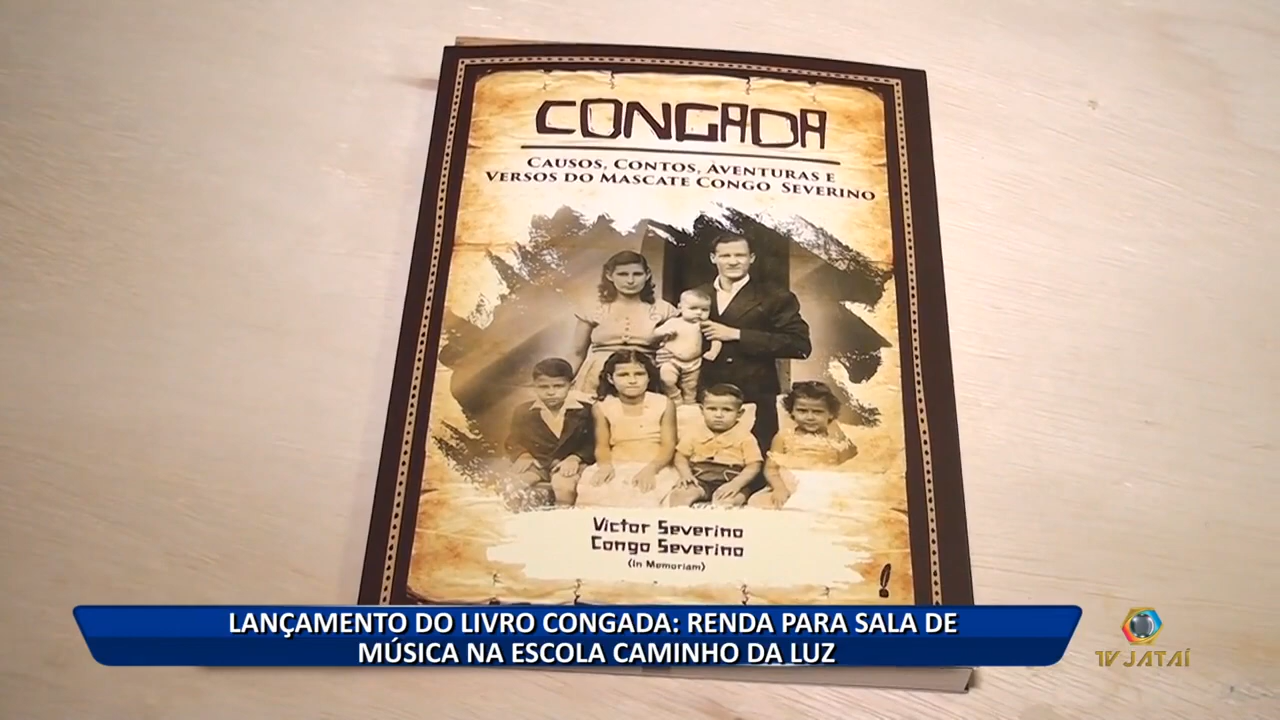 CONGADA
CAUSOS, CONTOS, AVENTURAS E
VERSOS DO MASCATE CONGO SEVERINO
Victor Severino
Congo Severino
(In Memoriam)
LANÇAMENTO DO LIVRO CONGADA: RENDA PARA SALA DE
MÚSICA NA ESCOLA CAMINHO DA LUZ
TV JATAÍ